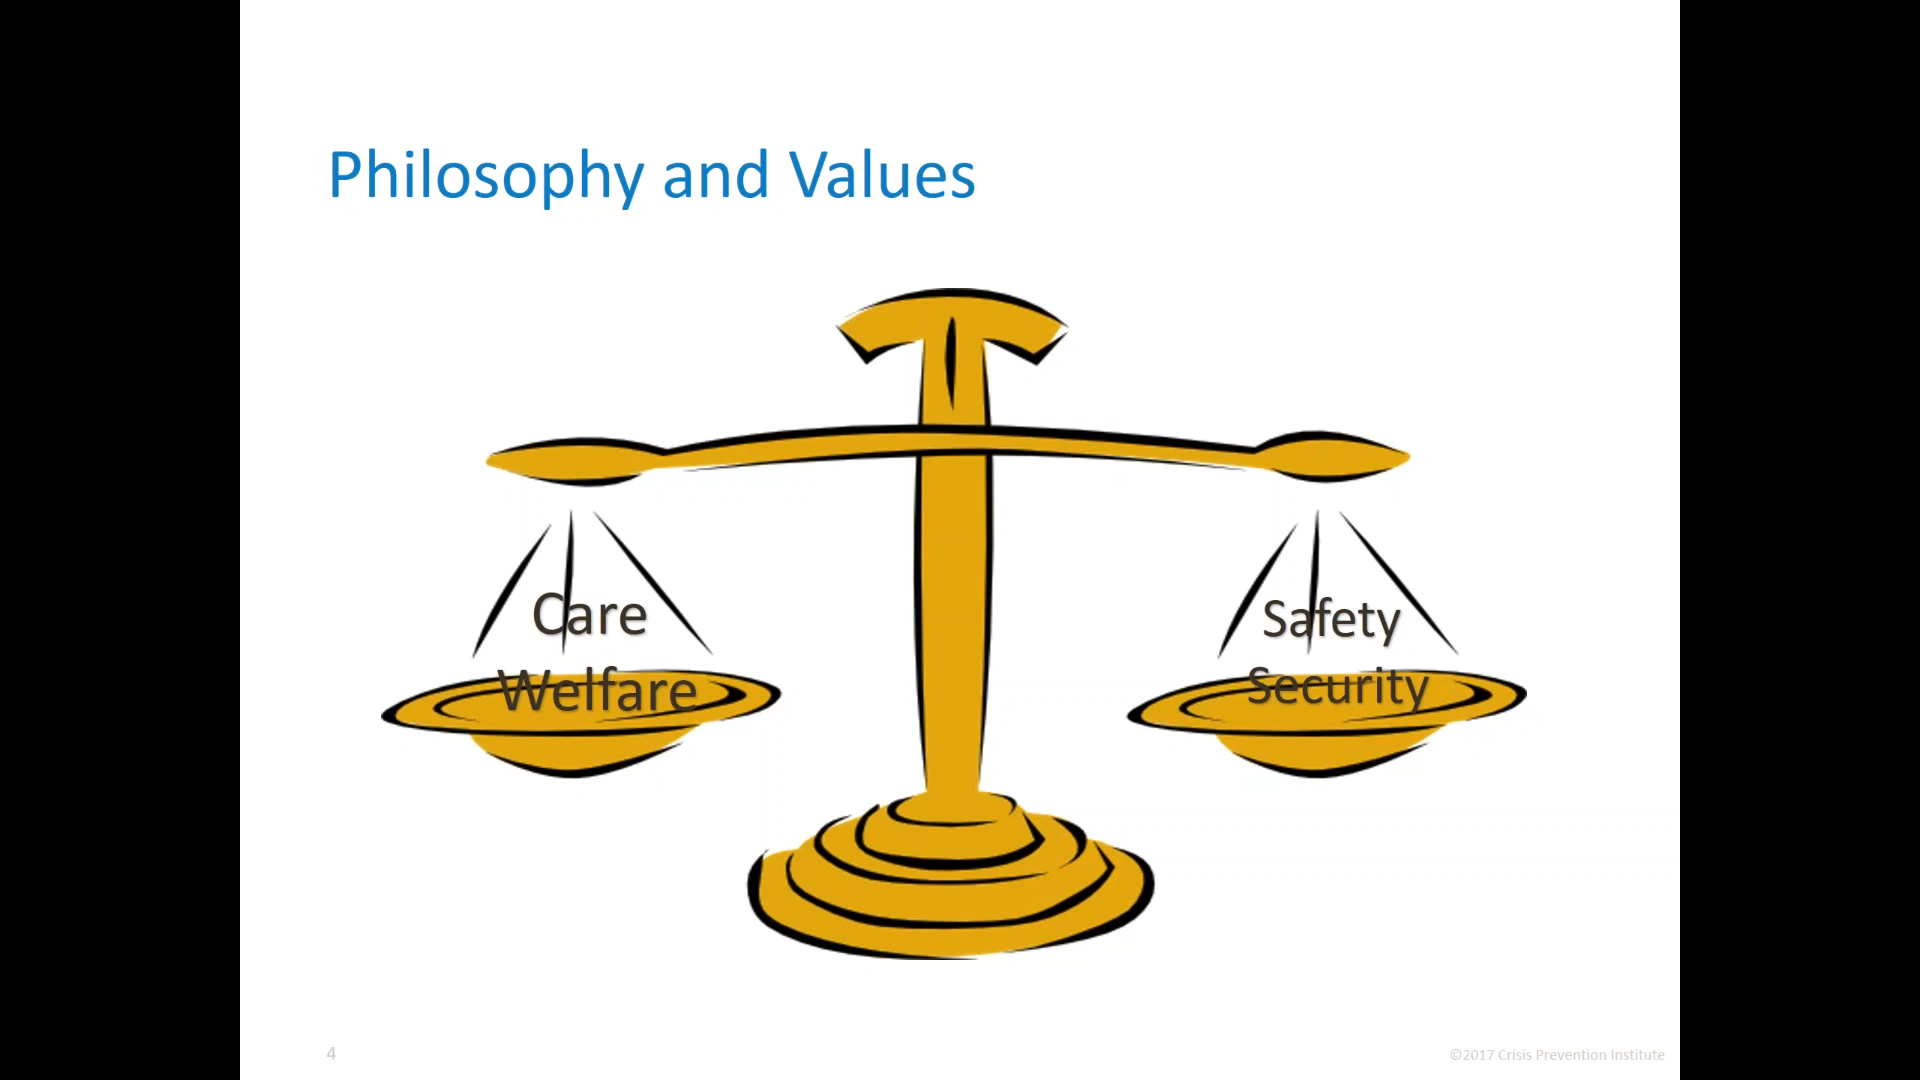 Philosophy and Values
Care
Welfare
Safety
Security
4
©2017 Crisis Prevention Institute